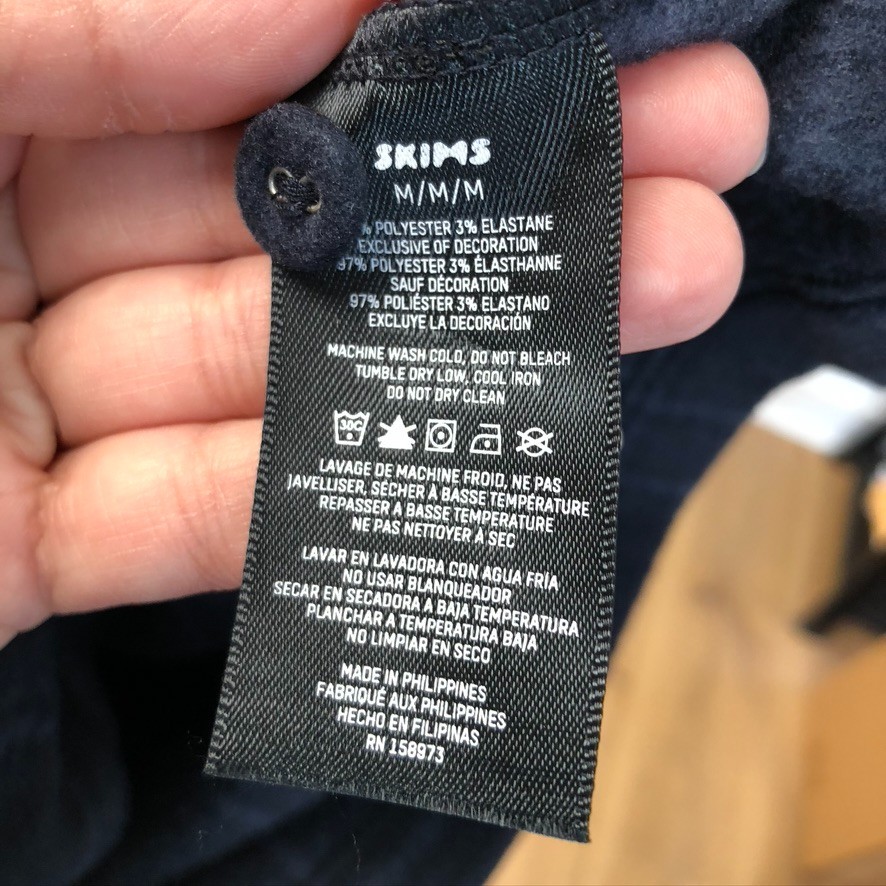 SKIMS
M/M/M
% POLYESTER 3% ELASTANE
EXCLUSIVE OF DECORATION
97% POLYESTER 3% ÉLASTHANNE
SAUF DÉCORATION
97% POLIÉSTER 3% ELASTANO
EXCLUYE LA DECORACIÓN
MACHINE WASH COLD, DO NOT BLEACH
TUMBLE DRY LOW, COOL IRON
DO NOT DRY CLEAN
30C
LAVAGE DE MACHINE FROID, NE PAS
JAVELLISER, SÉCHER À BASSE TEMPÉRATURE
REPASSER À BASSE TEMPERATURE
NE PAS NETTOYER À SEC
LAVAR EN LAVADORA CON AGUA FRÍA
NO USAR BLANQUEADOR
SECAR EN SECADORA A BAJA TEMPERATURA
PLANCHAR A TEMPERATURA BAJA
NO LIMPIAR EN SECO
MADE IN PHILIPPINES
FABRIQUÉ AUX PHILIPPINES
HECHO EN FILIPINAS
RN 158973